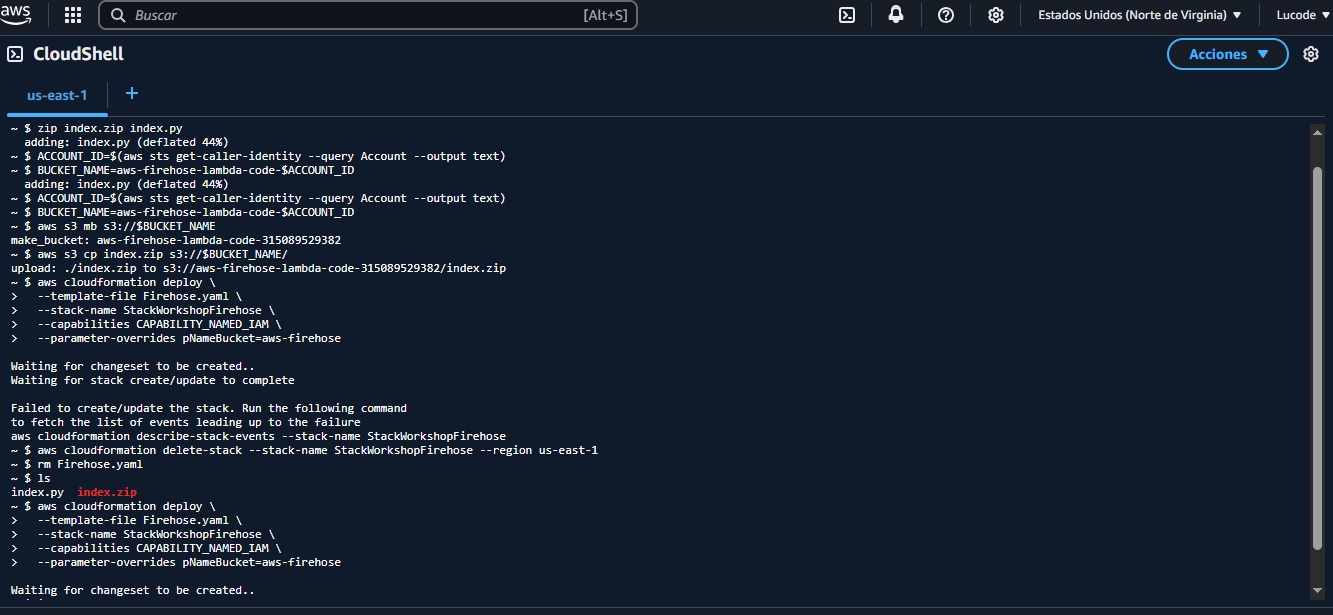 aws
Buscar [Alt+S]
Estados Unidos (Norte de Virginia)
Lucode
CloudShell
Acciones
us-east-1
+
~ $ zip index.zip index.py
  adding: index.py (deflated 44%)
~ $ ACCOUNT_ID=$(aws sts get-caller-identity --query Account --output text)
~ $ BUCKET_NAME=aws-firehose-lambda-code-$ACCOUNT_ID
  adding: index.py (deflated 44%)
~ $ ACCOUNT_ID=$(aws sts get-caller-identity --query Account --output text)
~ $ BUCKET_NAME=aws-firehose-lambda-code-$ACCOUNT_ID
~ $ aws s3 mb s3://$BUCKET_NAME
make_bucket: aws-firehose-lambda-code-315089529382
~ $ aws s3 cp index.zip s3://$BUCKET_NAME/
upload: ./index.zip to s3://aws-firehose-lambda-code-315089529382/index.zip
~ $ aws cloudformation deploy \
>   --template-file Firehose.yaml \
>   --stack-name StackWorkshopFirehose \
>   --capabilities CAPABILITY_NAMED_IAM \
>   --parameter-overrides pNameBucket=aws-firehose

Waiting for changeset to be created..
Waiting for stack create/update to complete

Failed to create/update the stack. Run the following command
to fetch the list of events leading up to the failure
aws cloudformation describe-stack-events --stack-name StackWorkshopFirehose
~ $ aws cloudformation delete-stack --stack-name StackWorkshopFirehose --region us-east-1
~ $ rm Firehose.yaml
~ $ ls
index.py  index.zip
~ $ aws cloudformation deploy \
>   --template-file Firehose.yaml \
>   --stack-name StackWorkshopFirehose \
>   --capabilities CAPABILITY_NAMED_IAM \
>   --parameter-overrides pNameBucket=aws-firehose

Waiting for changeset to be created..